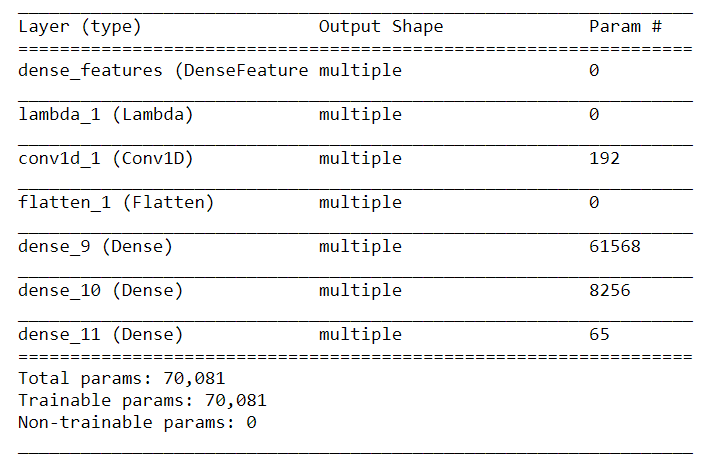 Layer (type) Output Shape Param #
dense_features (DenseFeature multiple 0
lambda_1 (Lambda) multiple 0
conv1d_1 (Conv1D) multiple 192
flatten_1 (Flatten) multiple 0
dense_9 (Dense) multiple 61568
dense_10 (Dense) multiple 8256
dense_11 (Dense) multiple 65
Total params: 70,081
Trainable params: 70,081
Non-trainable params: 0